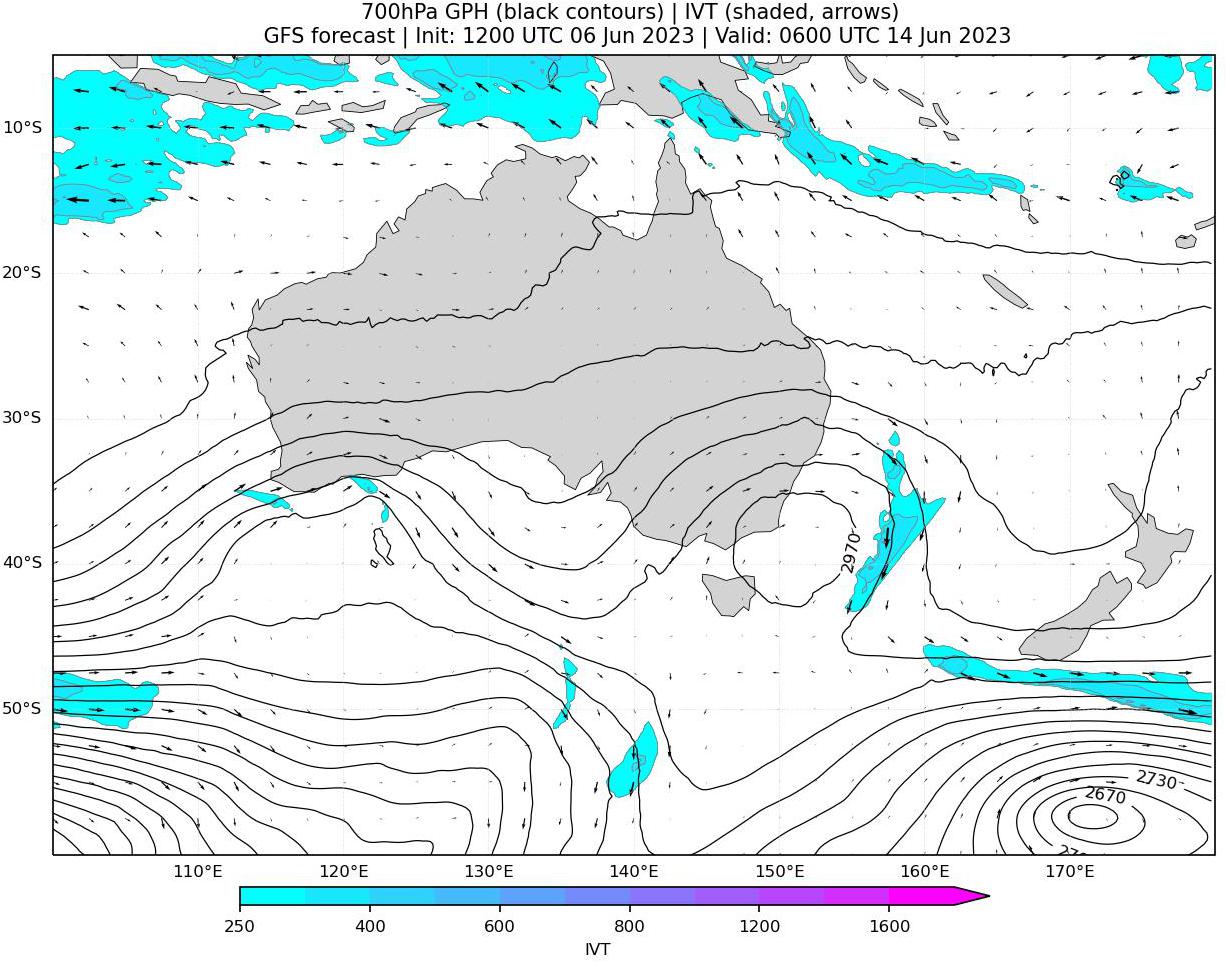 700hPa GPH (black contours) | IVT (shaded, arrows)
GFS forecast | Init: 1200 UTC 06 Jun 2023 | Valid: 0600 UTC 14 Jun 2023
10°S
20°S
30°S
40°S
50°S
2970
2730
2670
110°E 120°E 130°E 140°E 150°E 160°E 170°E
250 400 600 800 1200 1600
IVT